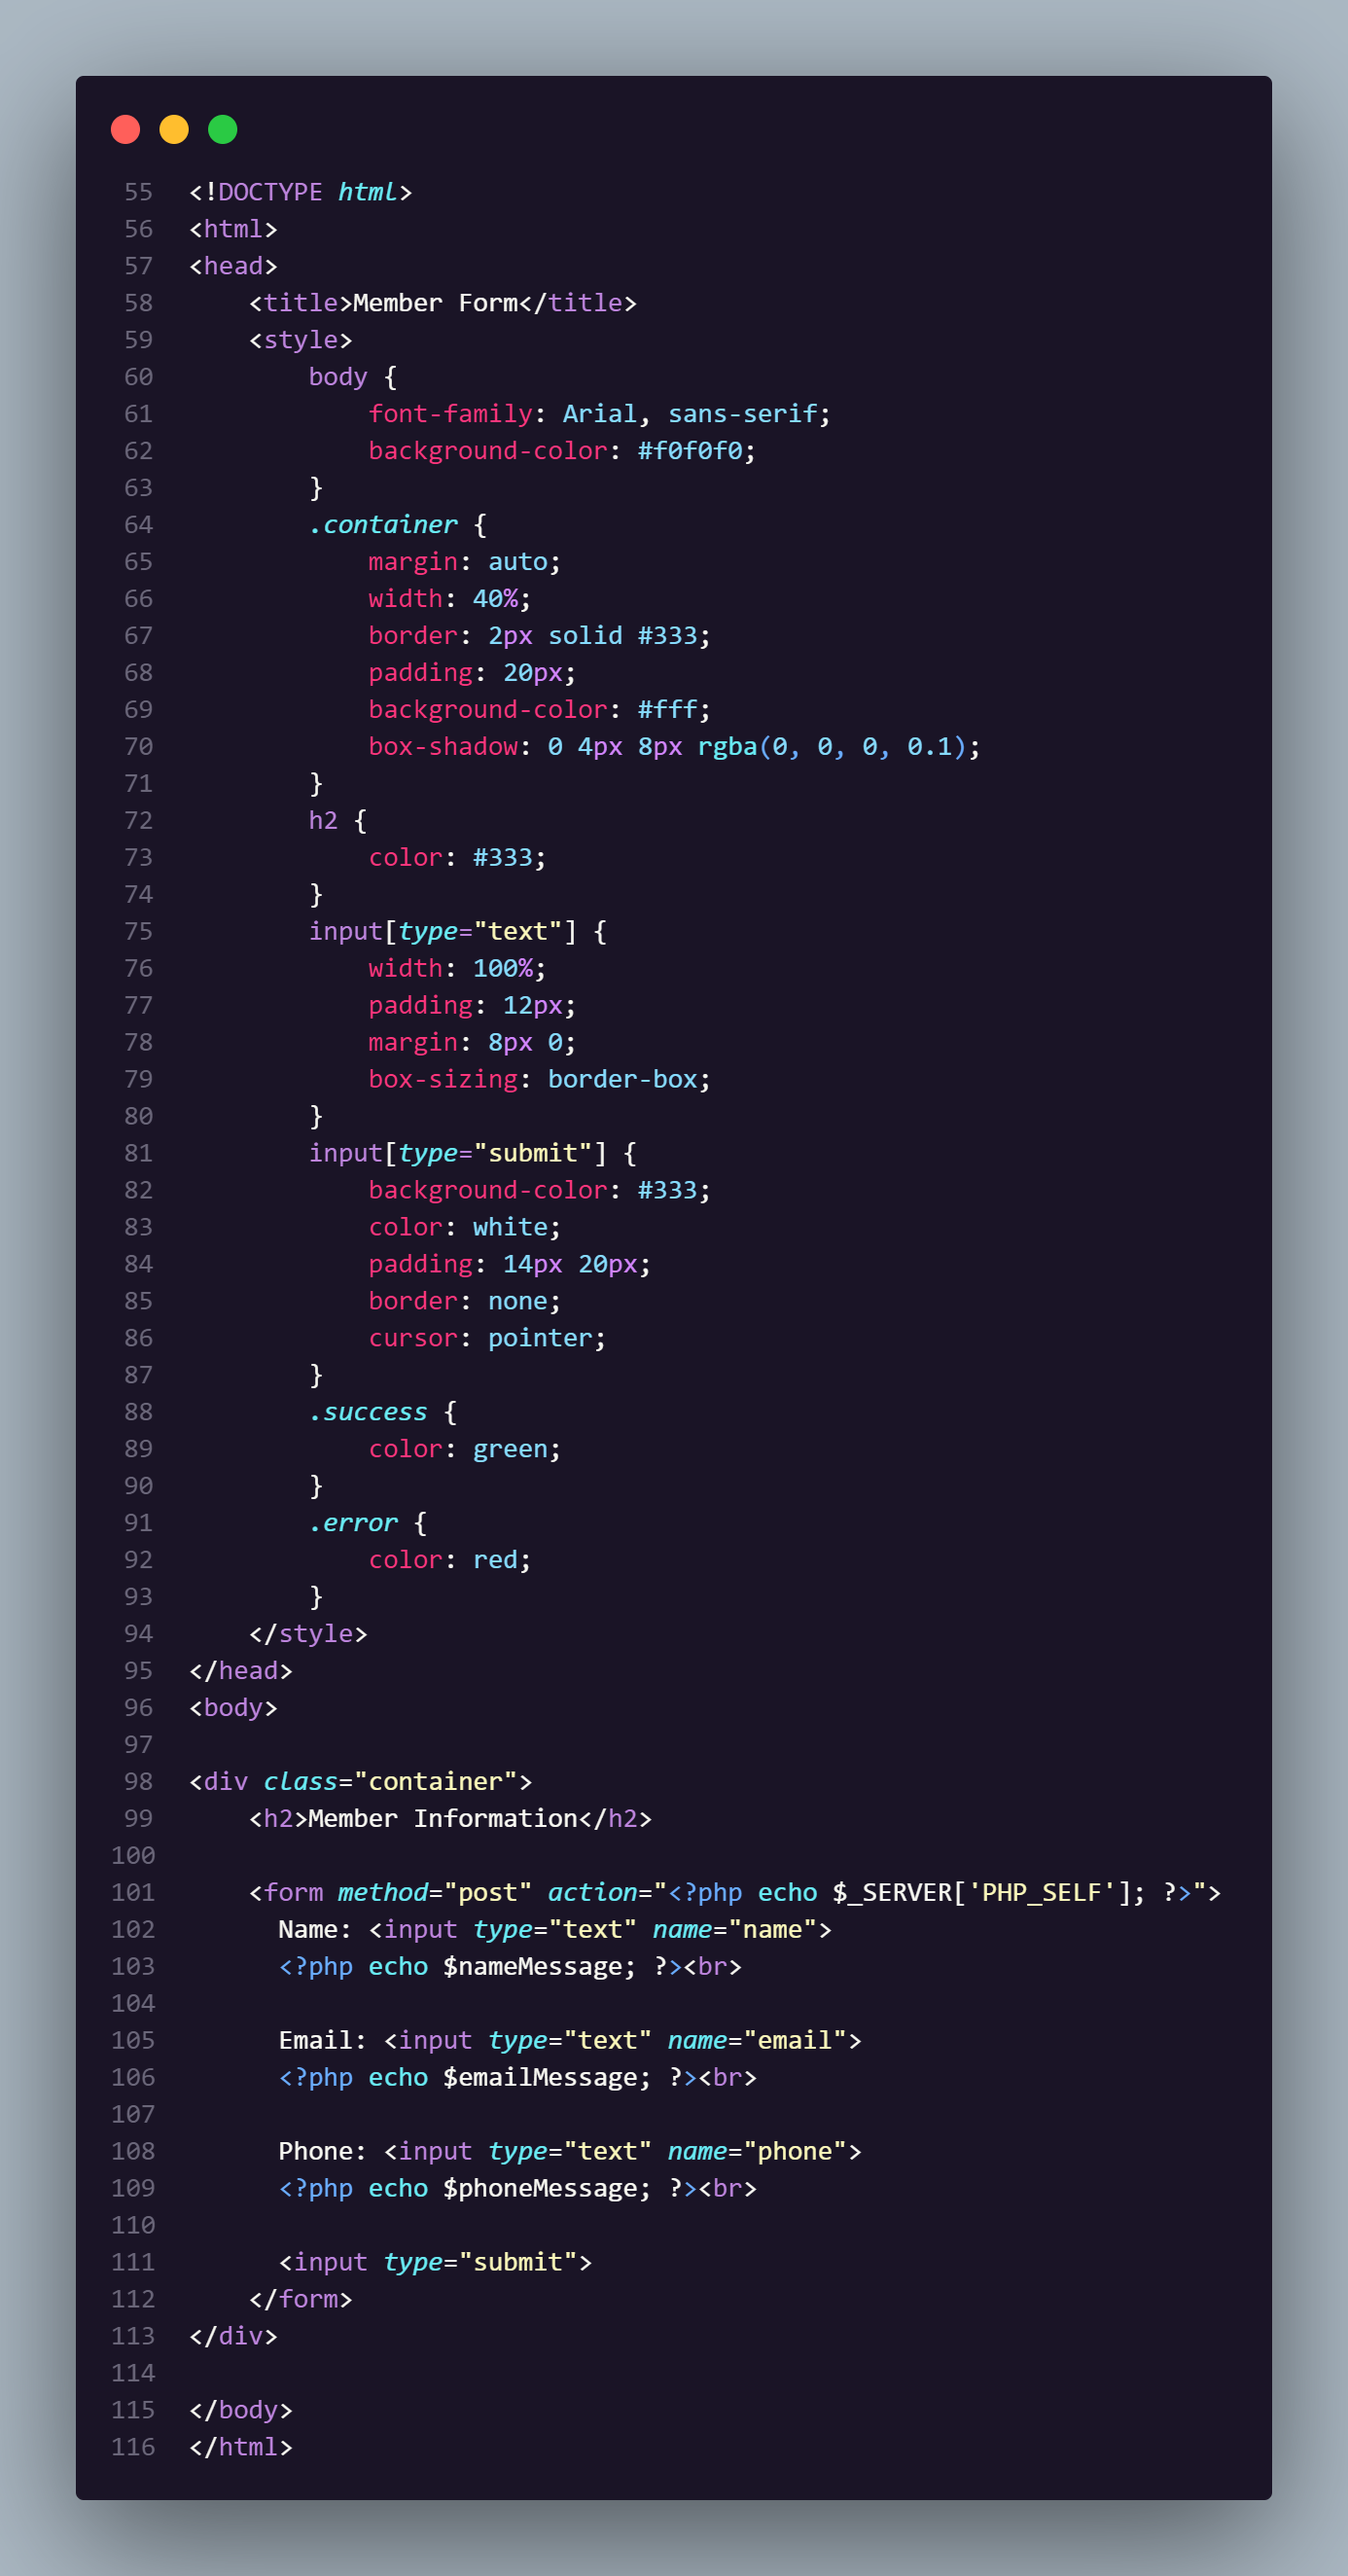 55 <!DOCTYPE html>
56 <html>
57 <head>
58     <title>Member Form</title>
59     <style>
60         body {
61             font-family: Arial, sans-serif;
62             background-color: #f0f0f0;
63         }
64         .container {
65             margin: auto;
66             width: 40%;
67             border: 2px solid #333;
68             padding: 20px;
69             background-color: #fff;
70             box-shadow: 0 4px 8px rgba(0, 0, 0, 0.1);
71         }
72         h2 {
73             color: #333;
74         }
75         input[type="text"] {
76             width: 100%;
77             padding: 12px;
78             margin: 8px 0;
79             box-sizing: border-box;
80         }
81         input[type="submit"] {
82             background-color: #333;
83             color: white;
84             padding: 14px 20px;
85             border: none;
86             cursor: pointer;
87         }
88         .success {
89             color: green;
90         }
91         .error {
92             color: red;
93         }
94     </style>
95 </head>
96 <body>
97
98 <div class="container">
99     <h2>Member Information</h2>
100
101     <form method="post" action="<?php echo $_SERVER['PHP_SELF']; ?>">
102       Name: <input type="text" name="name">
103       <?php echo $nameMessage; ?><br>
104
105       Email: <input type="text" name="email">
106       <?php echo $emailMessage; ?><br>
107
108       Phone: <input type="text" name="phone">
109       <?php echo $phoneMessage; ?><br>
110
111       <input type="submit">
112     </form>
113 </div>
114
115 </body>
116 </html>